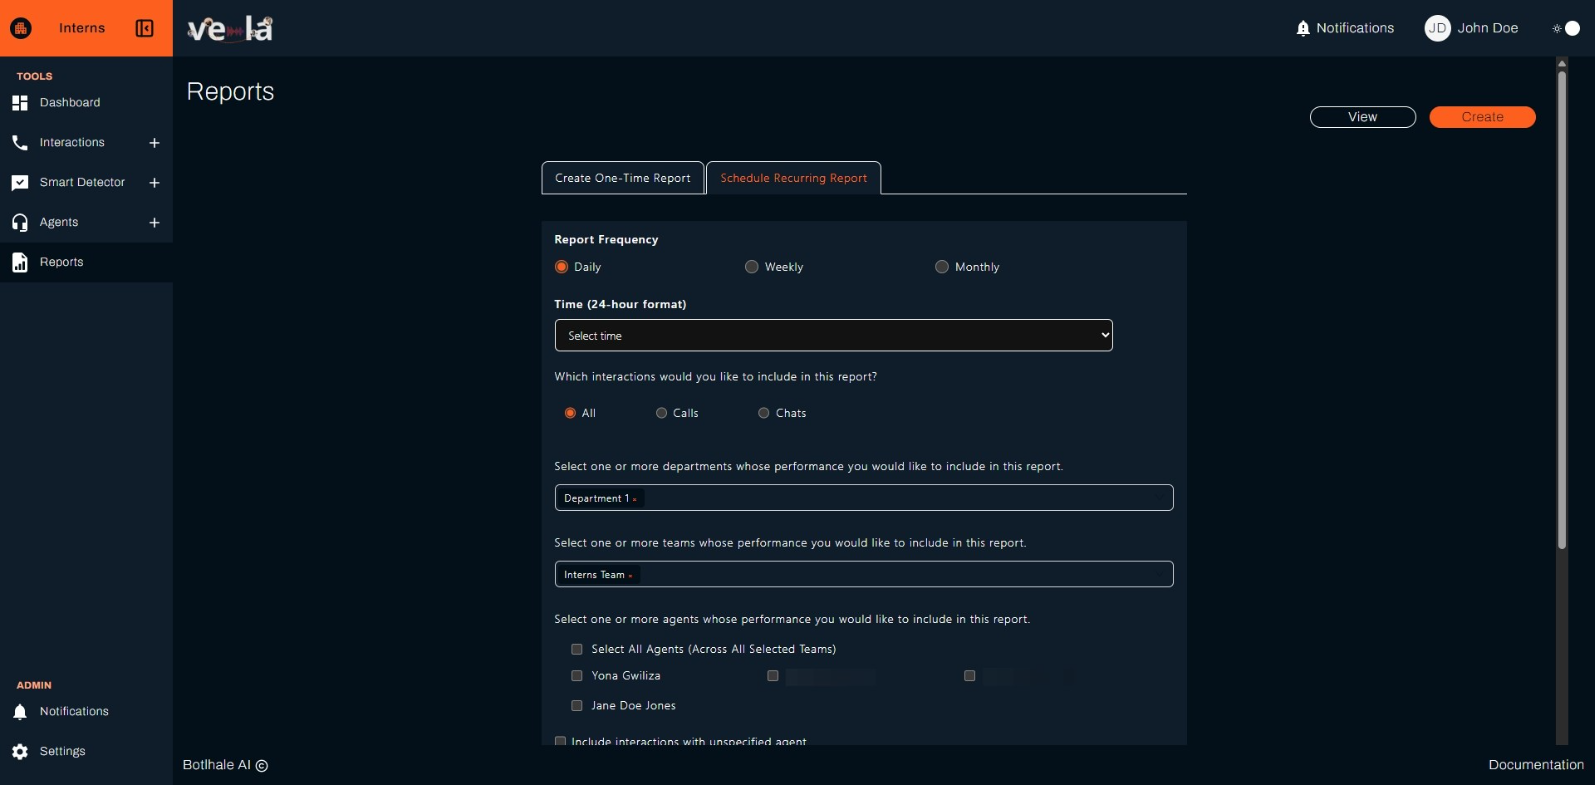 Interns
vela
Notifications
JD
John Doe
TOOLS
Dashboard
Interactions
Smart Detector
Agents
Reports
ADMIN
Notifications
Settings
Reports
View
Create
Create One-Time Report
Schedule Recurring Report
Report Frequency
Daily
Weekly
Monthly
Time (24-hour format)
Select time
Which interactions would you like to include in this report?
All
Calls
Chats
Select one or more departments whose performance you would like to include in this report.
Department 1 ×
Select one or more teams whose performance you would like to include in this report.
Interns Team ×
Select one or more agents whose performance you would like to include in this report.
Select All Agents (Across All Selected Teams)
Yona Gwiliza
Jane Doe Jones
Include interactions with unspecified agent
Botlhale AI ©
Documentation